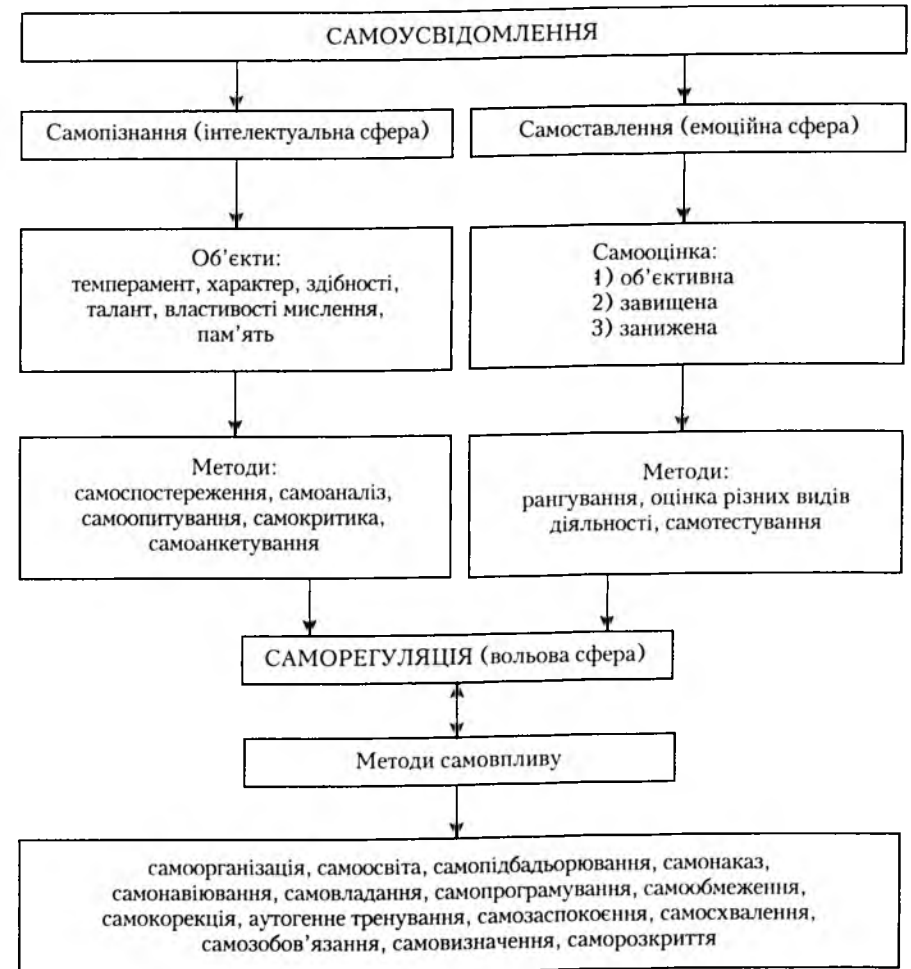 САМОУСВІДОМЛЕННЯ
Самопізнання (інтелектуальна сфера)
Самоставлення (емоційна сфера)
Об’єкти:
темперамент, характер, здібності,
талант, властивості мислення,
пам’ять
Самооцінка:
1) об’єктивна
2) завищена
3) занижена
Методи:
самоспостереження, самоаналіз,
самоопитування, самокритика,
самоанкетування
Методи:
рангування, оцінка різних видів
діяльності, самотестування
САМОРЕГУЛЯЦІЯ (вольова сфера)
Методи самовпливу
самоорганізація, самоосвіта, самопідбадьорювання, самонаказ,
самонавіювання, самовладання, самопрограмування, самообмеження,
самокорекція, аутогенне тренування, самозаспокоєння, самосхвалення,
самозобов’язання, самовизначення, саморозкриття